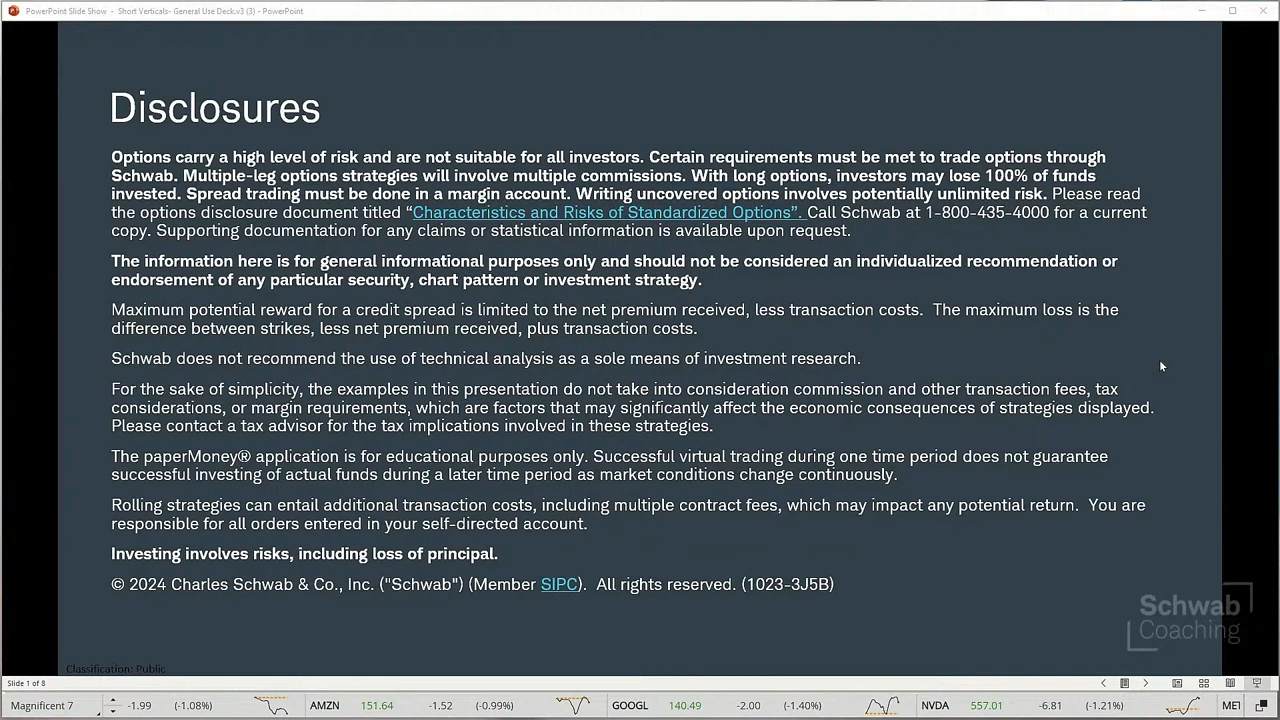 PowerPoint Slide Show - Short Verticals- General Use Deck.v3 (3) - PowerPoint
Disclosures
Options carry a high level of risk and are not suitable for all investors. Certain requirements must be met to trade options through
Schwab. Multiple-leg options strategies will involve multiple commissions. With long options, investors may lose 100% of funds
invested. Spread trading must be done in a margin account. Writing uncovered options involves potentially unlimited risk. Please read
the options disclosure document titled “Characteristics and Risks of Standardized Options”. Call Schwab at 1-800-435-4000 for a current
copy. Supporting documentation for any claims or statistical information is available upon request.
The information here is for general informational purposes only and should not be considered an individualized recommendation or
endorsement of any particular security, chart pattern or investment strategy.
Maximum potential reward for a credit spread is limited to the net premium received, less transaction costs. The maximum loss is the
difference between strikes, less net premium received, plus transaction costs.
Schwab does not recommend the use of technical analysis as a sole means of investment research.
For the sake of simplicity, the examples in this presentation do not take into consideration commission and other transaction fees, tax
considerations, or margin requirements, which are factors that may significantly affect the economic consequences of strategies displayed.
Please contact a tax advisor for the tax implications involved in these strategies.
The paperMoney® application is for educational purposes only. Successful virtual trading during one time period does not guarantee
successful investing of actual funds during a later time period as market conditions change continuously.
Rolling strategies can entail additional transaction costs, including multiple contract fees, which may impact any potential return. You are
responsible for all orders entered in your self-directed account.
Investing involves risks, including loss of principal.
© 2024 Charles Schwab & Co., Inc. ("Schwab") (Member SIPC). All rights reserved. (1023-3J5B)
Schwab
Coaching
Classification: Public
Slide 1 of 8
Magnificent 7 -1.99 (-1.08%) AMZN 151.64 -1.52 (-0.99%) GOOGL 140.49 -2.00 (-1.40%) NVDA 557.01 -6.81 (-1.21%) MET